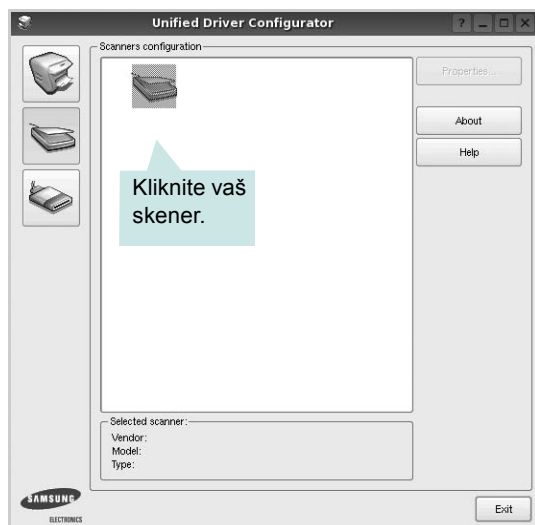 Unified Driver Configurator
Scanners configuration
Properties...
About
Help
Kliknite vaš
skener.
Selected scanner:
Vendor:
Model:
Type:
SAMSUNG
ELECTRONICS
Exit